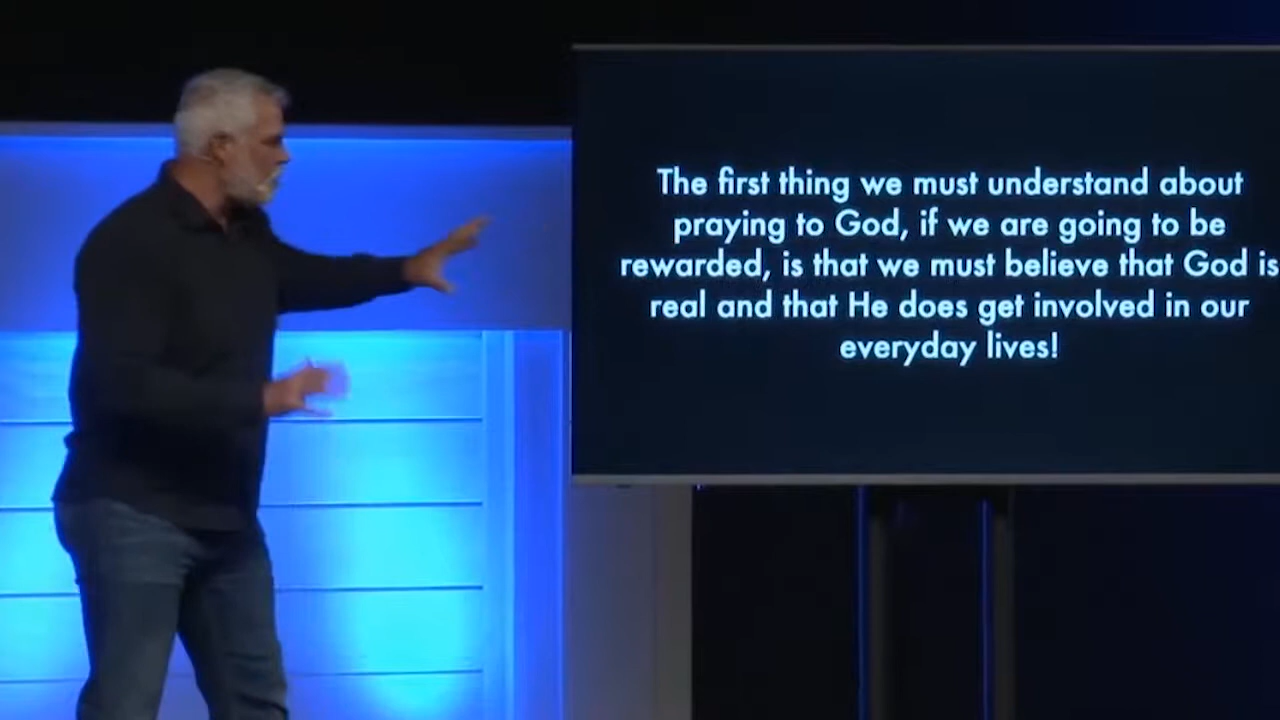 The first thing we must understand about
praying to God, if we are going to be
rewarded, is that we must believe that God is
real and that He does get involved in our
everyday lives!